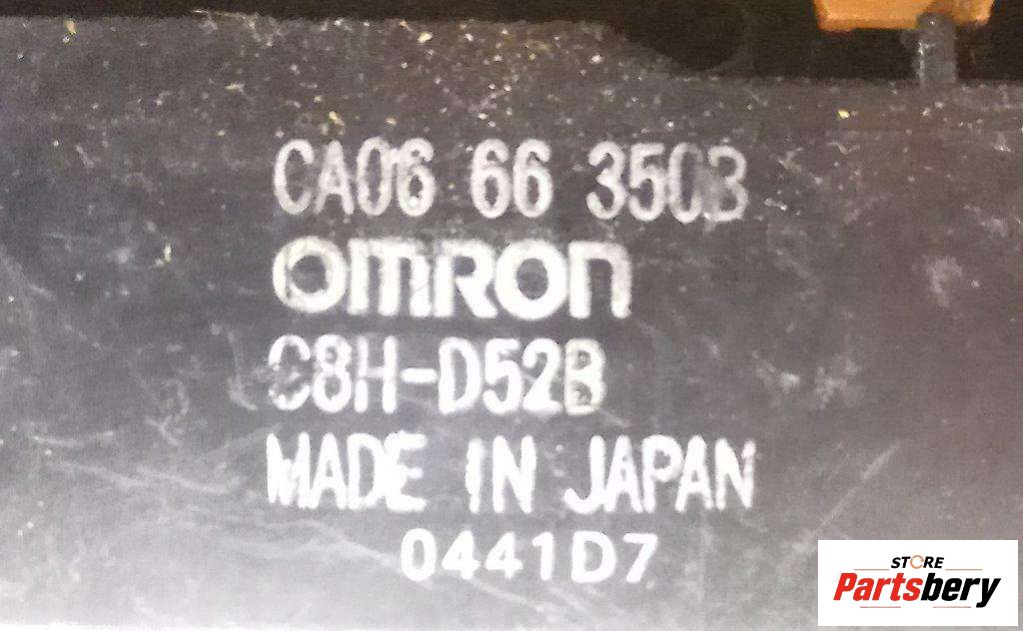 CA06 66 350B
OMRON
C8H-D52B
MADE IN JAPAN
0441D7
STORE
Partsbery